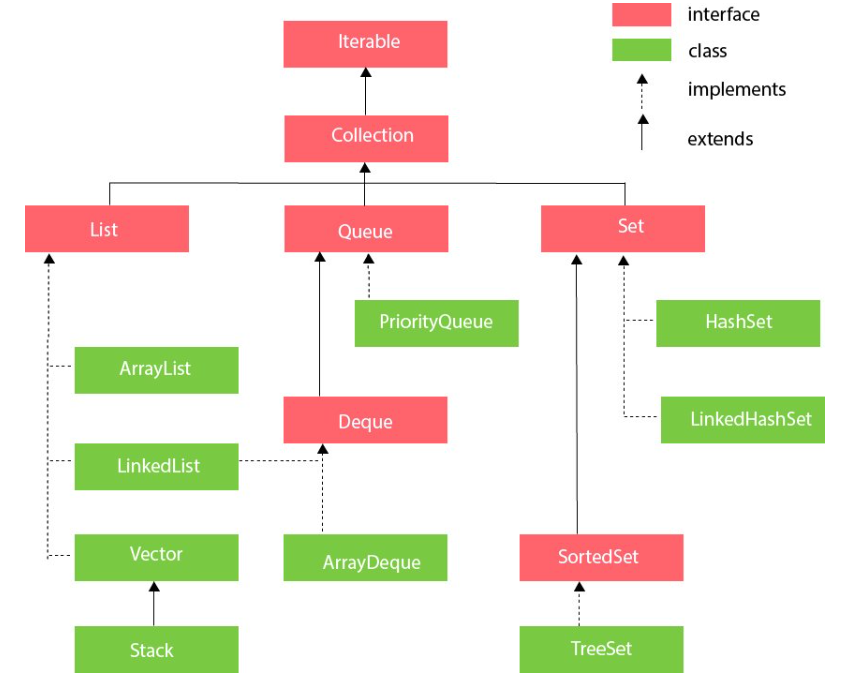 interface
Iterable
class
implements
Collection
extends
List
Queue
Set
PriorityQueue
HashSet
ArrayList
Deque
LinkedHashSet
LinkedList
Vector
ArrayDeque
SortedSet
Stack
TreeSet